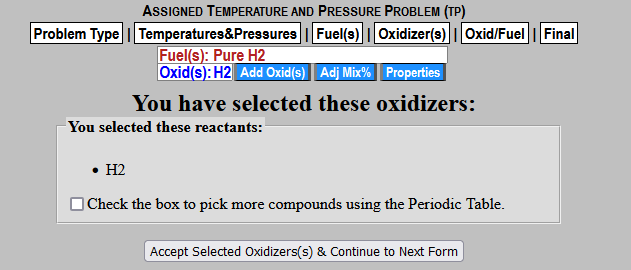 ASSIGNED TEMPERATURE AND PRESSURE PROBLEM (TP)
Problem Type | Temperatures&Pressures | Fuel(s) | Oxidizer(s) | Oxid/Fuel | Final
Fuel(s): Pure H2
Oxid(s): H2 Add Oxid(s) Adj Mix% Properties
You have selected these oxidizers:
You selected these reactants:
• H2
Check the box to pick more compounds using the Periodic Table.
Accept Selected Oxidizers(s) & Continue to Next Form